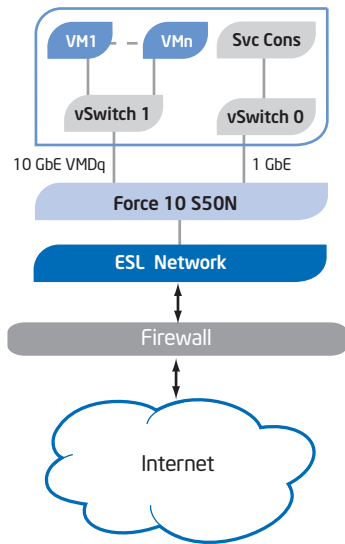 VM1 VMn Svc Cons
vSwitch 1 vSwitch 0
10 GbE VMDq 1 GbE
Force 10 S50N
ESL Network
Firewall
Internet